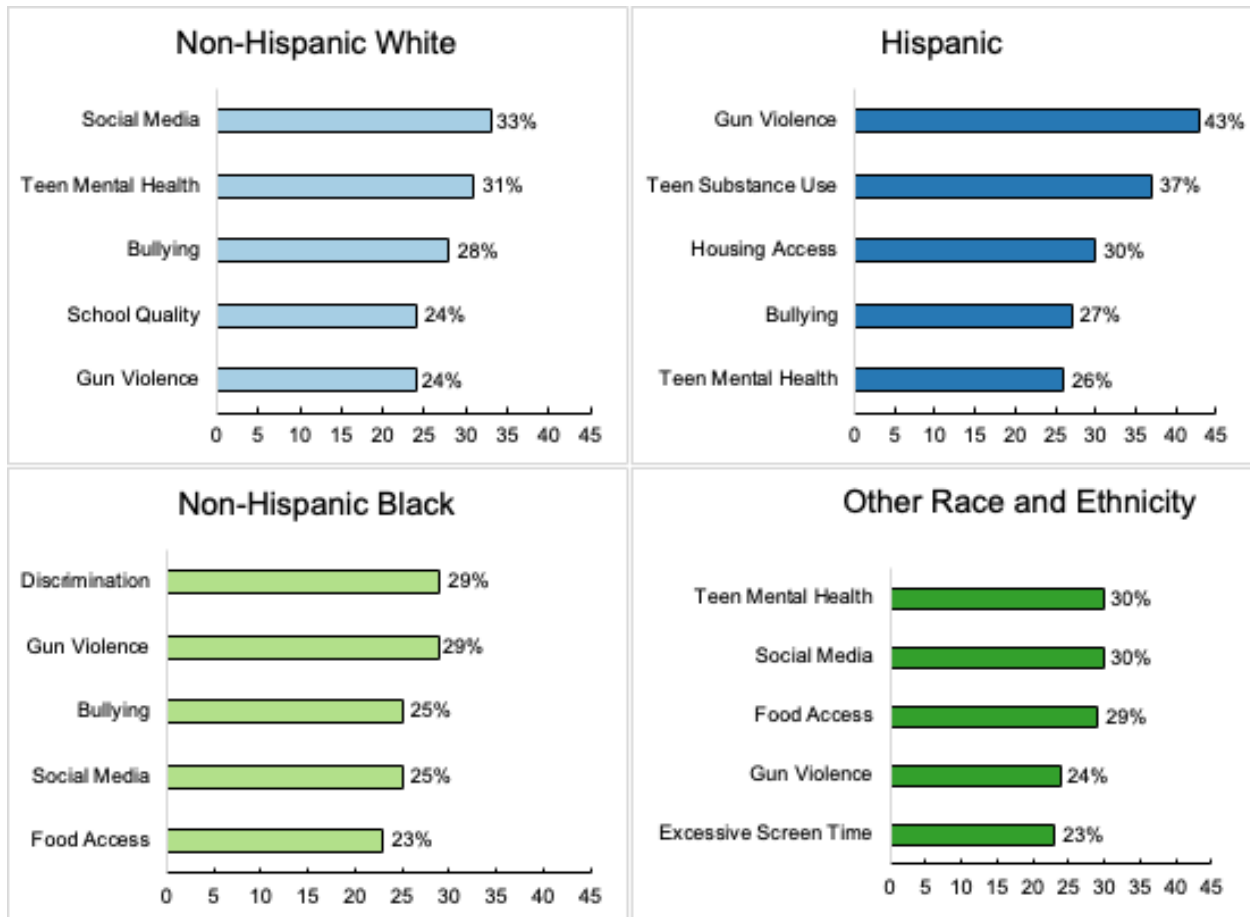 Non-Hispanic White
Social Media 33%
Teen Mental Health 31%
Bullying 28%
School Quality 24%
Gun Violence 24%
0 5 10 15 20 25 30 35 40 45
Hispanic
Gun Violence 43%
Teen Substance Use 37%
Housing Access 30%
Bullying 27%
Teen Mental Health 26%
0 5 10 15 20 25 30 35 40 45
Non-Hispanic Black
Discrimination 29%
Gun Violence 29%
Bullying 25%
Social Media 25%
Food Access 23%
0 5 10 15 20 25 30 35 40 45
Other Race and Ethnicity
Teen Mental Health 30%
Social Media 30%
Food Access 29%
Gun Violence 24%
Excessive Screen Time 23%
0 5 10 15 20 25 30 35 40 45